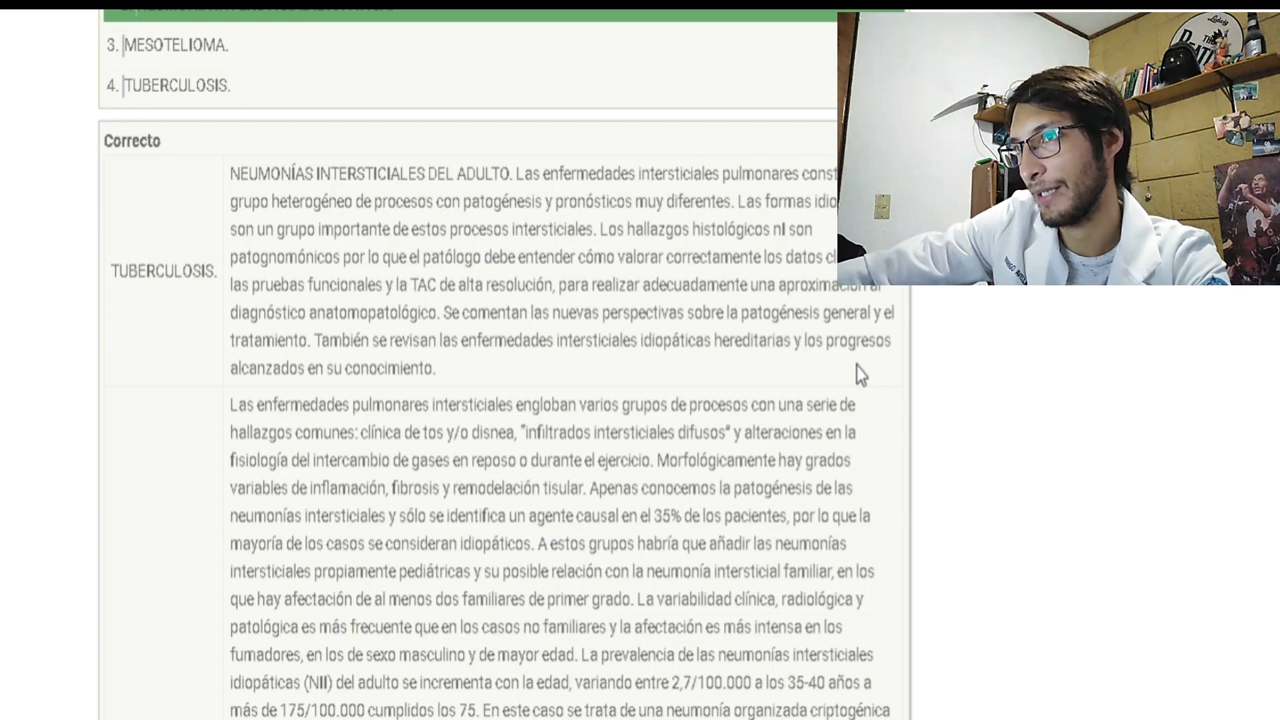 3. MESOTELIOMA.
4. TUBERCULOSIS.
Correcto
TUBERCULOSIS.
NEUMONÍAS INTERSTICIALES DEL ADULTO. Las enfermedades intersticiales pulmonares const
grupo heterogéneo de procesos con patogénesis y pronósticos muy diferentes. Las formas idio
son un grupo importante de estos procesos intersticiales. Los hallazgos histológicos nI son
patognomónicos por lo que el patólogo debe entender cómo valorar correctamente los datos cl
las pruebas funcionales y la TAC de alta resolución, para realizar adecuadamente una aproximación al
diagnóstico anatomopatológico. Se comentan las nuevas perspectivas sobre la patogénesis general y el
tratamiento. También se revisan las enfermedades intersticiales idiopáticas hereditarias y los progresos
alcanzados en su conocimiento.
Las enfermedades pulmonares intersticiales engloban varios grupos de procesos con una serie de
hallazgos comunes: clínica de tos y/o disnea, "infiltrados intersticiales difusos" y alteraciones en la
fisiología del intercambio de gases en reposo o durante el ejercicio. Morfológicamente hay grados
variables de inflamación, fibrosis y remodelación tisular. Apenas conocemos la patogénesis de las
neumonías intersticiales y sólo se identifica un agente causal en el 35% de los pacientes, por lo que la
mayoría de los casos se consideran idiopáticos. A estos grupos habría que añadir las neumonías
intersticiales propiamente pediátricas y su posible relación con la neumonía intersticial familiar, en los
que hay afectación de al menos dos familiares de primer grado. La variabilidad clínica, radiológica y
patológica es más frecuente que en los casos no familiares y la afectación es más intensa en los
fumadores, en los de sexo masculino y de mayor edad. La prevalencia de las neumonías intersticiales
idiopáticas (NII) del adulto se incrementa con la edad, variando entre 2,7/100.000 a los 35-40 años a
más de 175/100.000 cumplidos los 75. En este caso se trata de una neumonía organizada criptogénica
Ludwig
THE